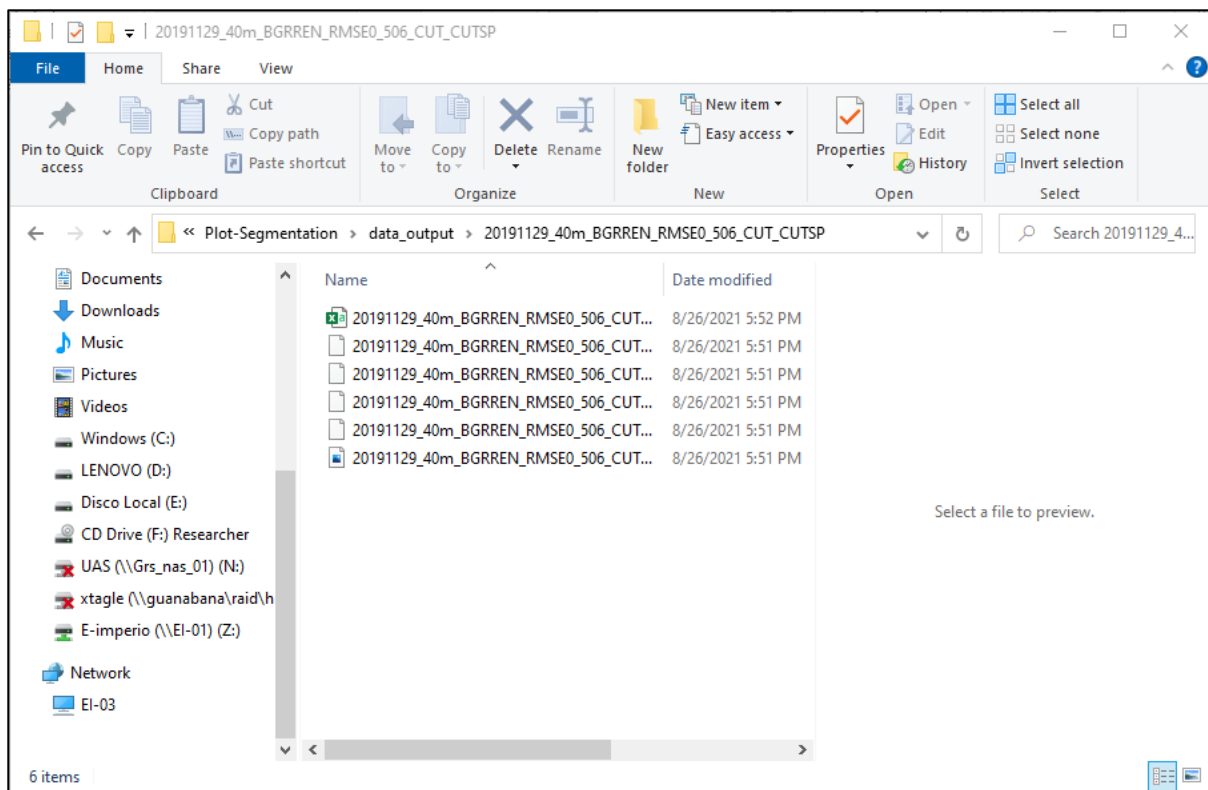 20191129_40m_BGRREN_RMSE0_506_CUT_CUTSP
File Home Share View
Pin to Quick access
Copy
Paste
Cut
Copy path
Paste shortcut
Clipboard
Move to
Copy to
Delete
Rename
Organize
New folder
New item
Easy access
New
Properties
Open
Edit
History
Open
Select all
Select none
Invert selection
Select
« Plot-Segmentation › data_output › 20191129_40m_BGRREN_RMSE0_506_CUT_CUTSP
Search 20191129_4...
Documents
Downloads
Music
Pictures
Videos
Windows (C:)
LENOVO (D:)
Disco Local (E:)
CD Drive (F:) Researcher
UAS (\\Grs_nas_01) (N:)
xtagle (\\guanabana\raid\h
E-imperio (\\EI-01) (Z:)
Network
EI-03
Name Date modified
20191129_40m_BGRREN_RMSE0_506_CUT... 8/26/2021 5:52 PM
20191129_40m_BGRREN_RMSE0_506_CUT... 8/26/2021 5:51 PM
20191129_40m_BGRREN_RMSE0_506_CUT... 8/26/2021 5:51 PM
20191129_40m_BGRREN_RMSE0_506_CUT... 8/26/2021 5:51 PM
20191129_40m_BGRREN_RMSE0_506_CUT... 8/26/2021 5:51 PM
20191129_40m_BGRREN_RMSE0_506_CUT... 8/26/2021 5:51 PM
Select a file to preview.
6 items